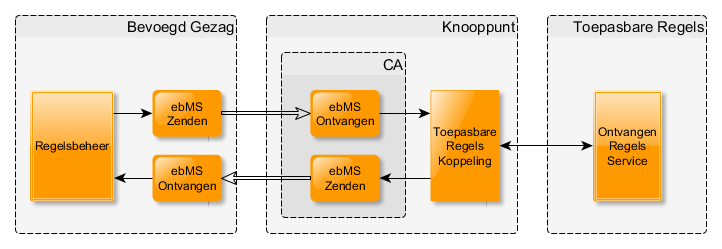 Bevoegd Gezag
Knooppunt
Toepasbare Regels
CA
Regelsbeheer
ebMS
Zenden
ebMS
Ontvangen
Toepasbare
Regels
Koppeling
Ontvangen
Regels
Service
ebMS
Ontvangen
ebMS
Zenden